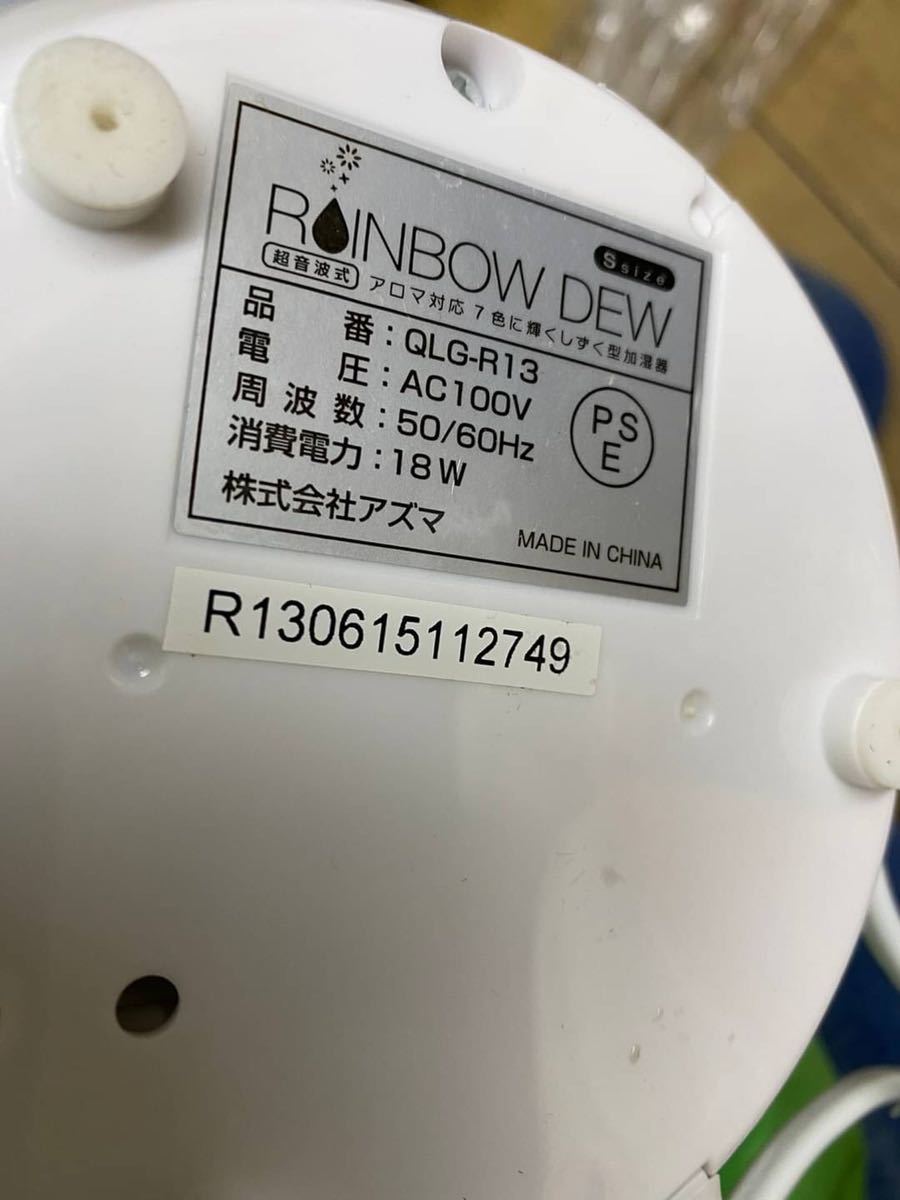 RAINBOW DEW
S size
超音波式 アロマ対応 7色に輝くしずく型加湿器
品番:QLG-R13
電圧:AC100V
周波数:50/60Hz
消費電力:18W
PSE
株式会社アズマ
MADE IN CHINA
R130615112749